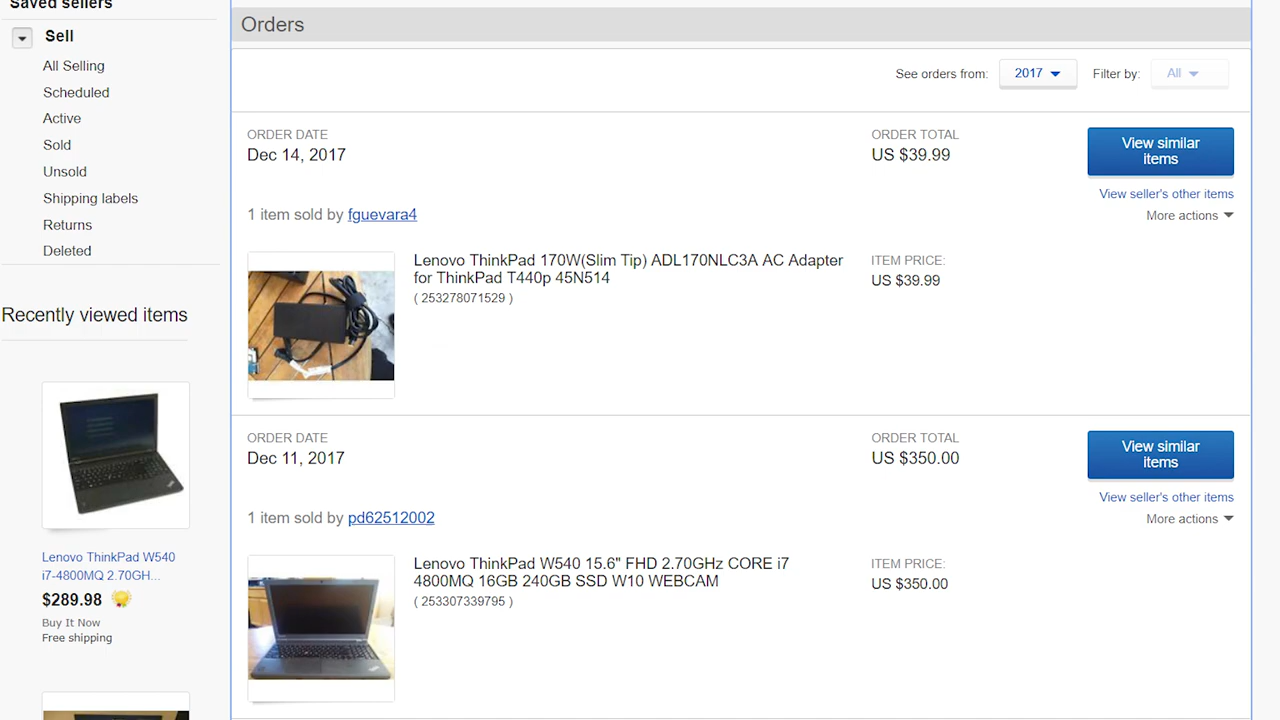 Saved sellers
Sell
All Selling
Scheduled
Active
Sold
Unsold
Shipping labels
Returns
Deleted
Recently viewed items
Lenovo ThinkPad W540
i7-4800MQ 2.70GH...
$289.98
Buy It Now
Free shipping
Orders
See orders from: 2017 Filter by: All
ORDER DATE
Dec 14, 2017
ORDER TOTAL
US $39.99
View similar
items
View seller's other items
More actions
1 item sold by fguevara4
Lenovo ThinkPad 170W(Slim Tip) ADL170NLC3A AC Adapter
for ThinkPad T440p 45N514
( 253278071529 )
ITEM PRICE:
US $39.99
ORDER DATE
Dec 11, 2017
ORDER TOTAL
US $350.00
View similar
items
View seller's other items
More actions
1 item sold by pd62512002
Lenovo ThinkPad W540 15.6" FHD 2.70GHz CORE i7
4800MQ 16GB 240GB SSD W10 WEBCAM
( 253307339795 )
ITEM PRICE:
US $350.00